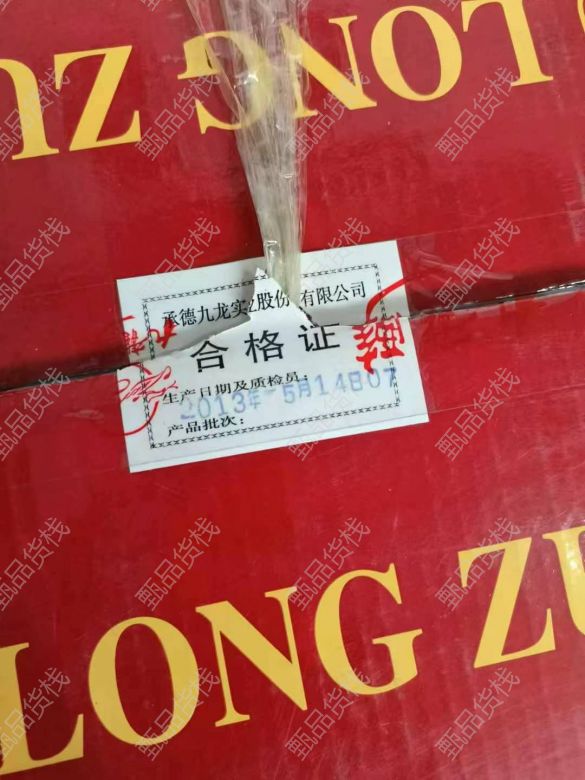 LONG ZU
承德九龙实业股份有限公司
合格证
生产日期及质检员：
2013年 5月14日07
产品批次：
LONG ZU
甄品货栈